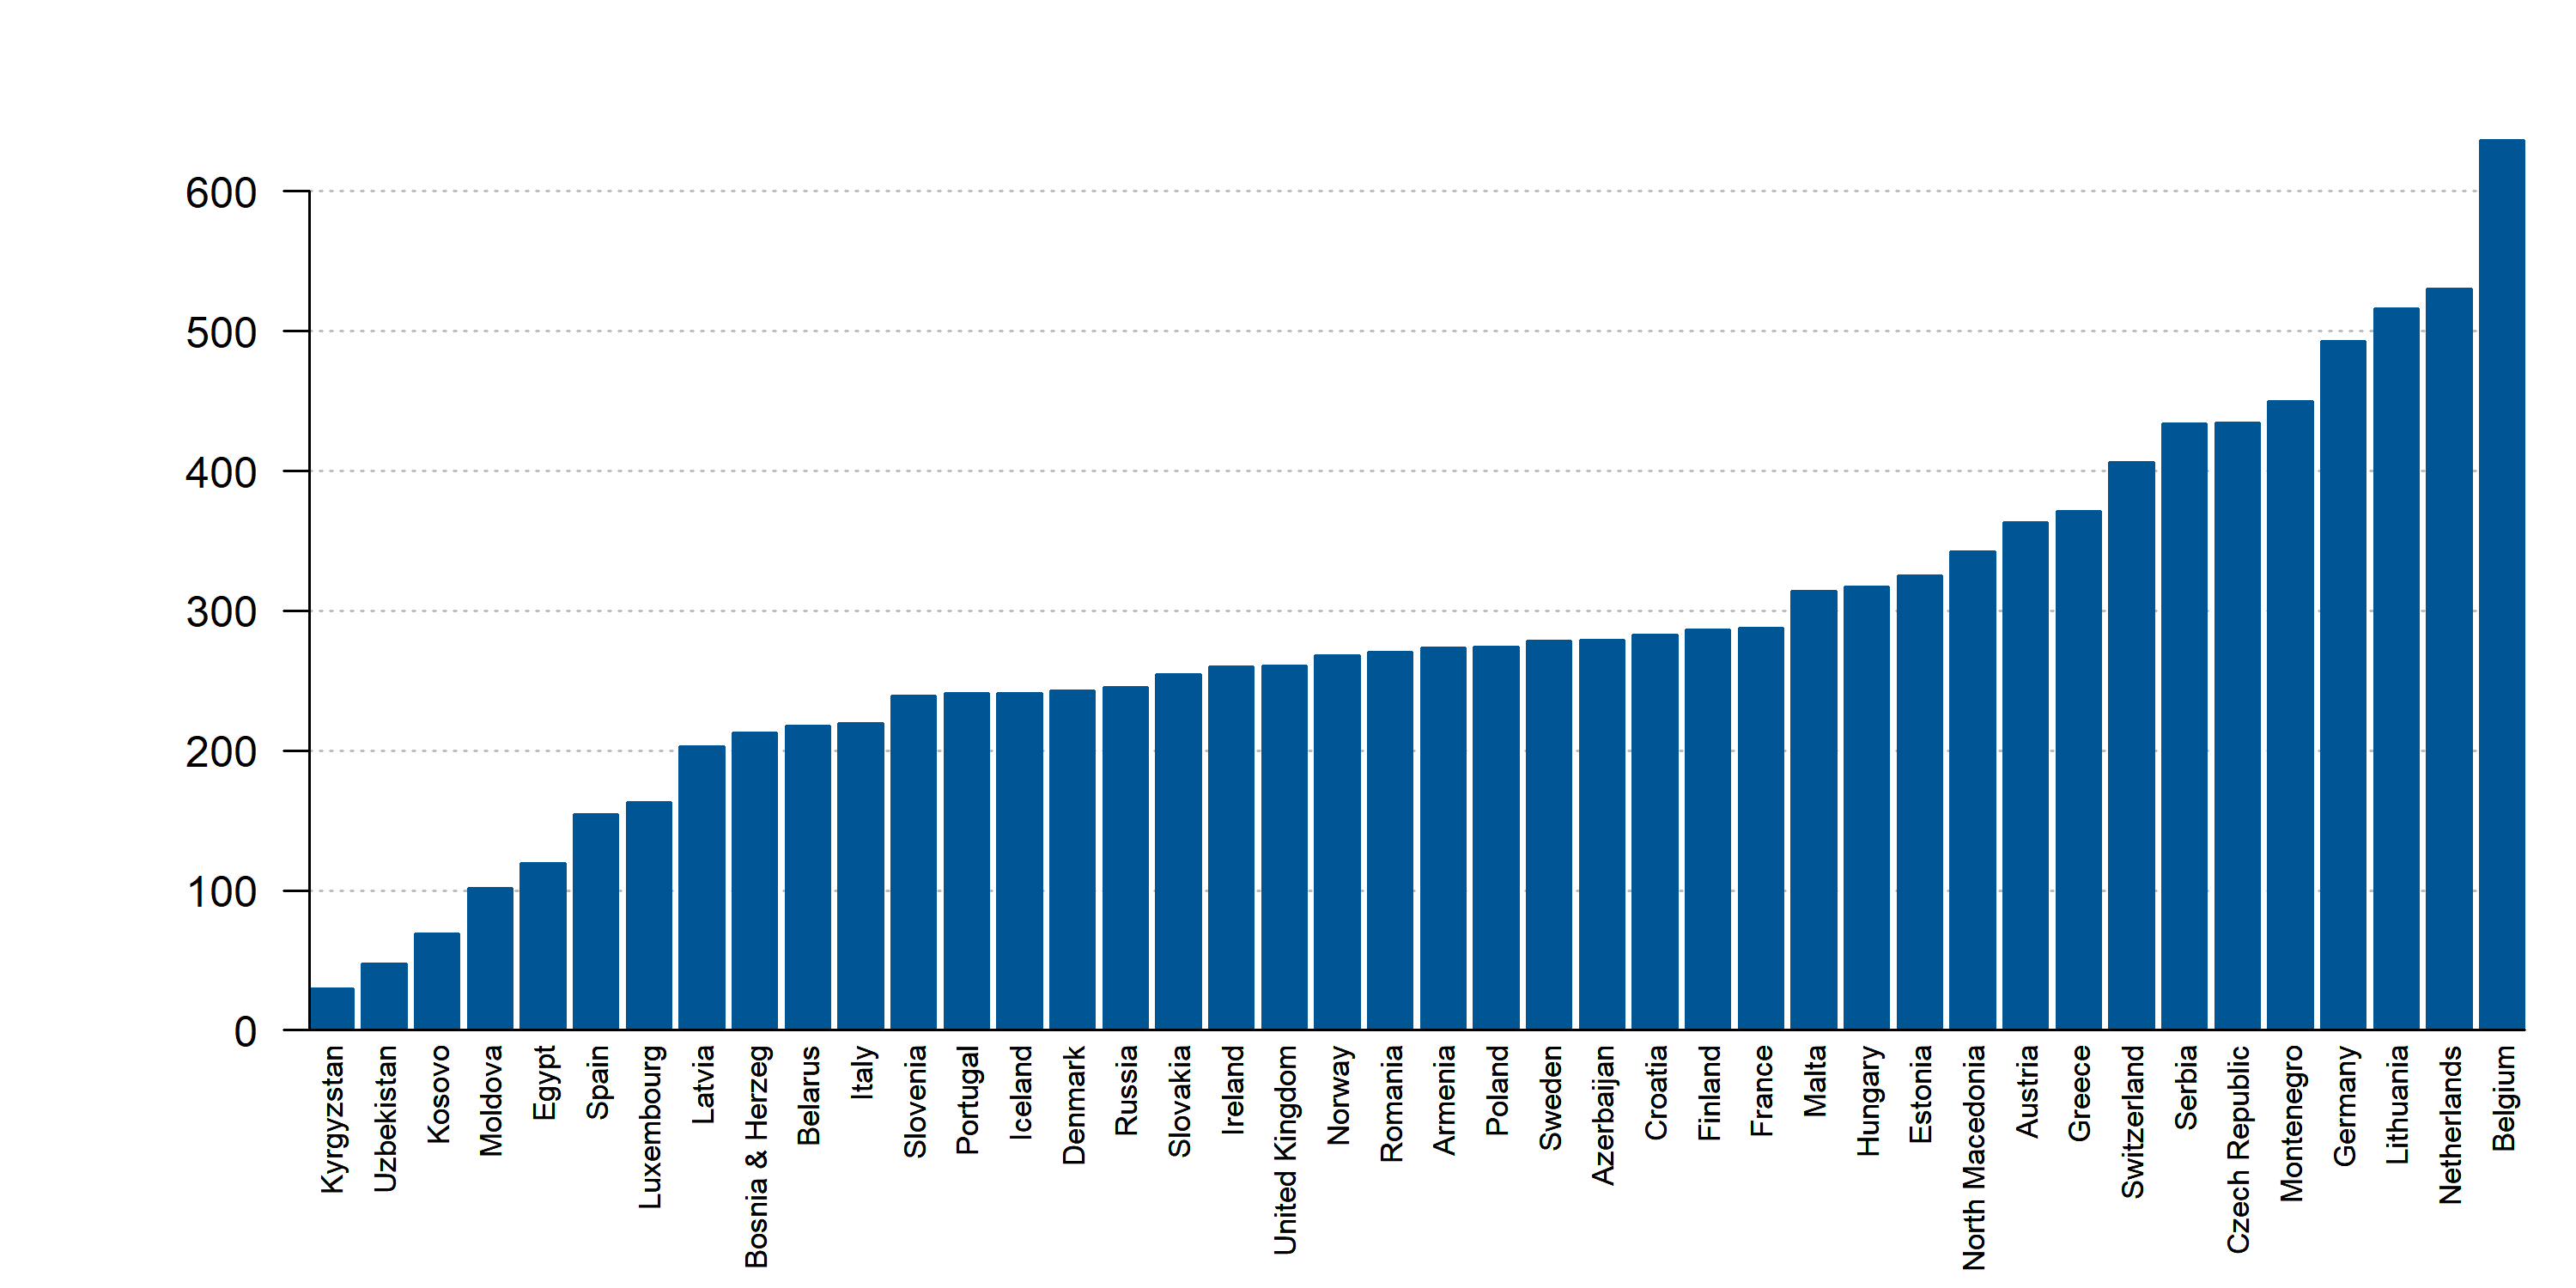 600
500
400
300
200
100
0
Kyrgyzstan
Uzbekistan
Kosovo
Moldova
Egypt
Spain
Luxembourg
Latvia
Bosnia & Herzeg
Belarus
Italy
Slovenia
Portugal
Iceland
Denmark
Russia
Slovakia
Ireland
United Kingdom
Norway
Romania
Armenia
Poland
Sweden
Azerbaijan
Croatia
Finland
France
Malta
Hungary
Estonia
North Macedonia
Austria
Greece
Switzerland
Serbia
Czech Republic
Montenegro
Germany
Lithuania
Netherlands
Belgium